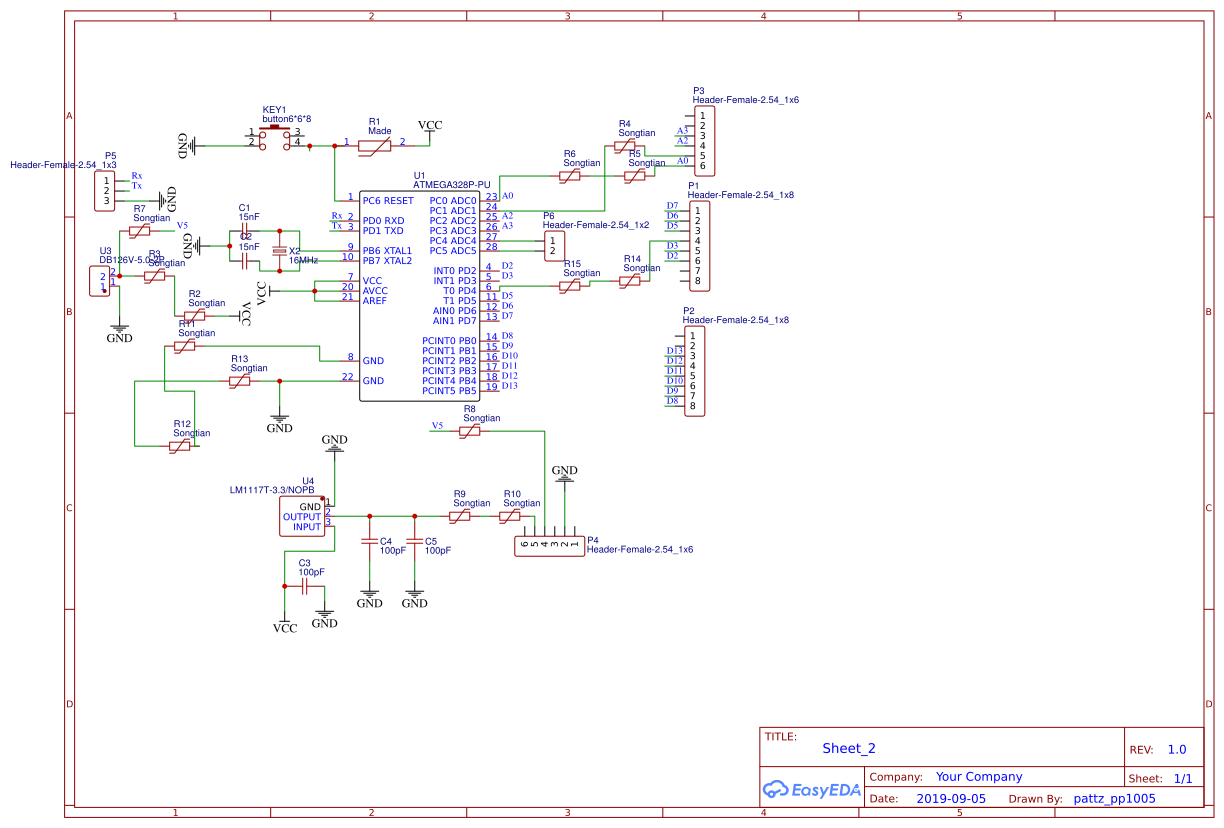 1 2 3 4 5
A A
B B
C C
D D
1 2 3 4 5
KEY1
button6*6*8
1 3
2 4
GND
R1
Made
1 2
VCC
P5
Header-Female-2.54_1x3
1 Rx
2 Tx
3
GND
R7
Songtian
V5
U3
DB126V-5.0-2P
2 2
1 1
GND
R3
Songtian
R2
Songtian
VCC
R11
Songtian
R13
Songtian
GND
R12
Songtian
C1
15nF
C2
15nF
GND
X2
16MHz
VCC
U1
ATMEGA328P-PU
1 PC6 RESET
Rx 2 PD0 RXD
Tx 3 PD1 TXD
9 PB6 XTAL1
10 PB7 XTAL2
7 VCC
20 AVCC
21 AREF
8 GND
22 GND
PC0 ADC0 23 A0
PC1 ADC1 24
PC2 ADC2 25 A2
PC3 ADC3 26 A3
PC4 ADC4 27
PC5 ADC5 28
INT0 PD2 4 D2
INT1 PD3 5 D3
T0 PD4 6
T1 PD5 11 D5
AIN0 PD6 12 D6
AIN1 PD7 13 D7
PCINT0 PB0 14 D8
PCINT1 PB1 15 D9
PCINT2 PB2 16 D10
PCINT3 PB3 17 D11
PCINT4 PB4 18 D12
PCINT5 PB5 19 D13
R6
Songtian
R4
Songtian
R5
Songtian
P3
Header-Female-2.54_1x6
1
2
A3 3
A2 4
5
A0 6
P6
Header-Female-2.54_1x2
1
2
R15
Songtian
R14
Songtian
P1
Header-Female-2.54_1x8
D7 1
D6 2
D5 3
4
D3 5
D2 6
7
8
P2
Header-Female-2.54_1x8
1
2
D13 3
D12 4
D11 5
D10 6
D9 7
D8 8
R8
Songtian
V5
GND
U4
LM1117T-3.3/NOPB
GND 1
OUTPUT 2
INPUT 3
R9
Songtian
R10
Songtian
GND
6 5 4 3 2 1
P4
Header-Female-2.54_1x6
C4
100pF
C5
100pF
GND GND
C3
100pF
VCC GND
TITLE:
Sheet_2
REV: 1.0
EasyEDA
Company: Your Company
Sheet: 1/1
Date: 2019-09-05 Drawn By: pattz_pp1005